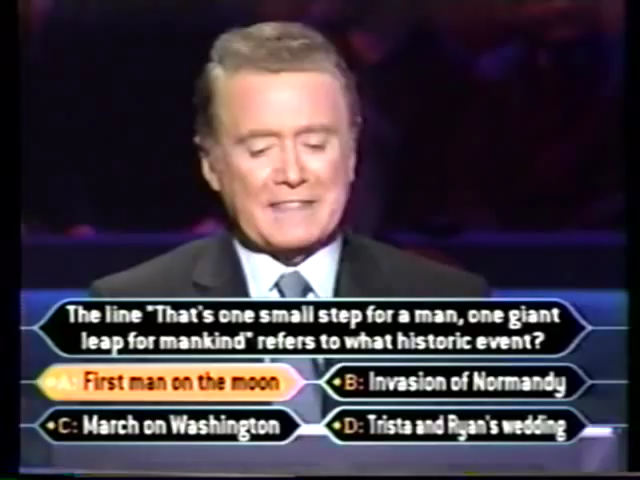 The line "That's one small step for a man, one giant
leap for mankind" refers to what historic event?
A: First man on the moon
B: Invasion of Normandy
C: March on Washington
D: Trista and Ryan's wedding